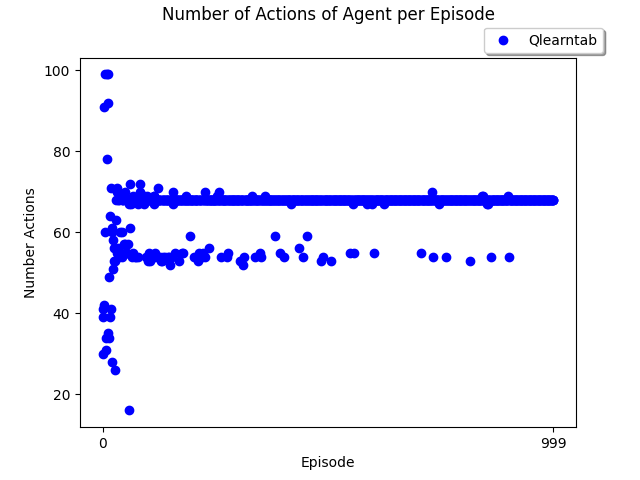 Number of Actions of Agent per Episode
Qlearntab
100
80
60
40
20
Number Actions
0
999
Episode